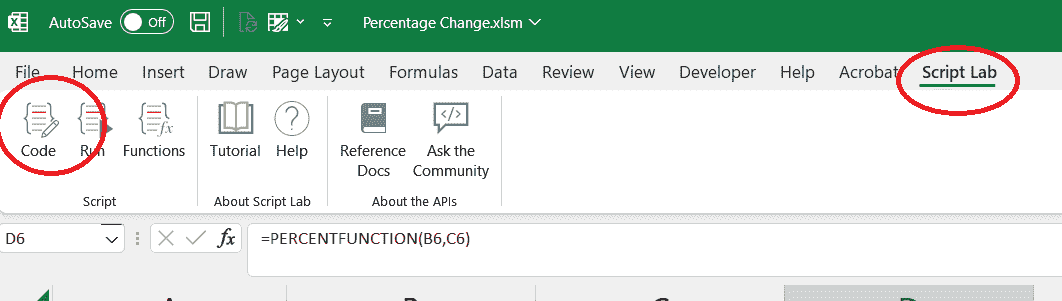 AutoSave Off Percentage Change.xlsm
File Home Insert Draw Page Layout Formulas Data Review View Developer Help Acrobat Script Lab
Code Run Functions Tutorial Help Reference Docs Ask the Community
Script About Script Lab About the APIs
D6 fx =PERCENTFUNCTION(B6,C6)